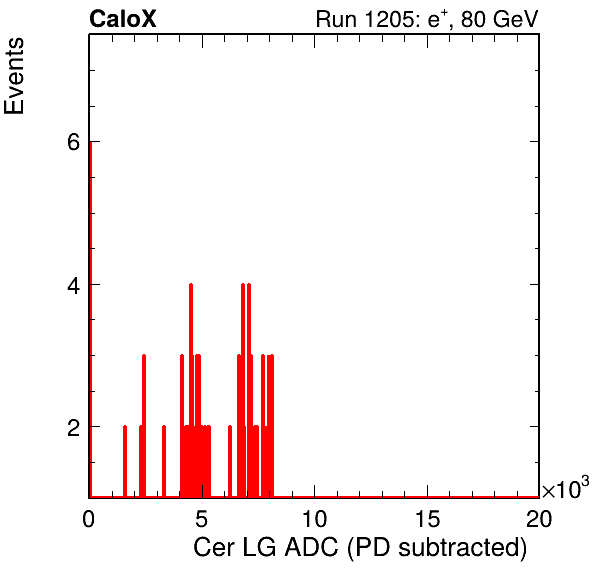 CaloX Run 1205: e⁺, 80 GeV
Events
6
4
2
0 5 10 15 20
×10³
Cer LG ADC (PD subtracted)